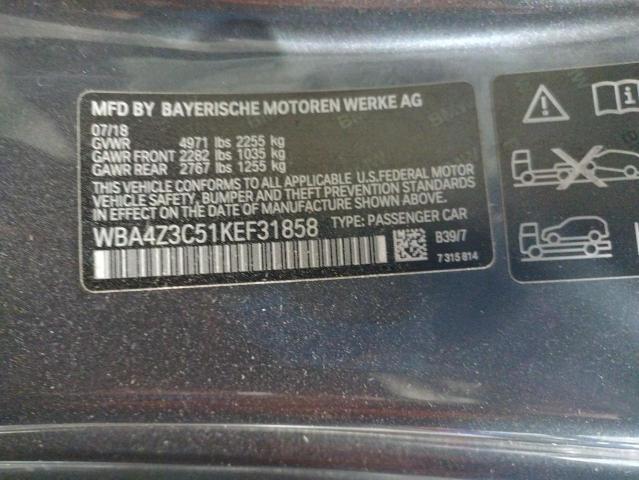 MFD BY BAYERISCHE MOTOREN WERKE AG
07/18
GVWR 4971 lbs 2255 kg
GAWR FRONT 2282 lbs 1035 kg
GAWR REAR 2767 lbs 1255 kg
THIS VEHICLE CONFORMS TO ALL APPLICABLE U.S.FEDERAL MOTOR
VEHICLE SAFETY, BUMPER AND THEFT PREVENTION STANDARDS
IN EFFECT ON THE DATE OF MANUFACTURE SHOWN ABOVE.
WBA4Z3C51KEF31858 TYPE: PASSENGER CAR
B39/7
7 315 814